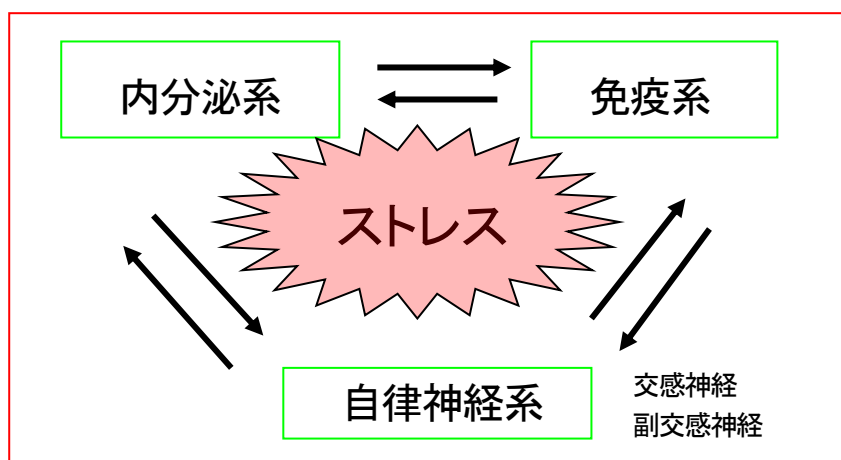 内分泌系
免疫系
ストレス
自律神経系
交感神経
副交感神経